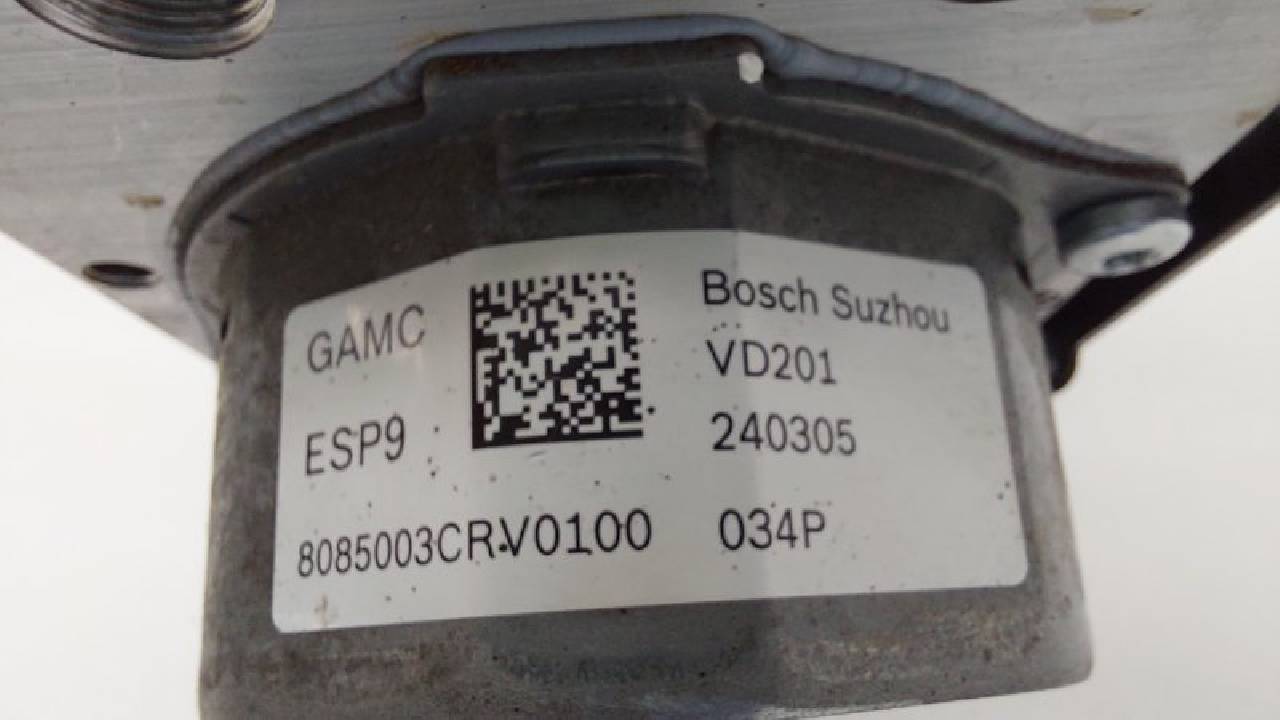 GAMC
Bosch Suzhou
VD201
ESP9
240305
8085003CRV0100
034P